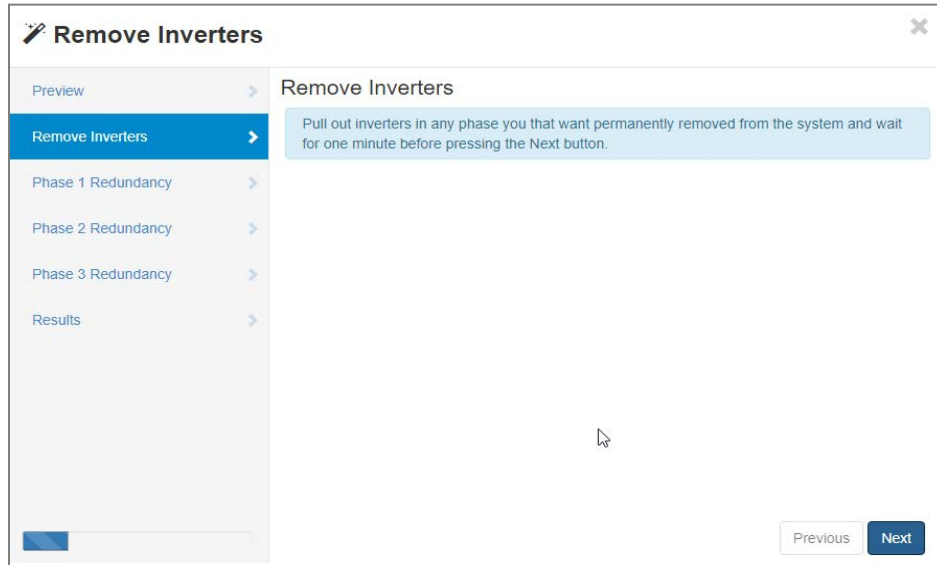 Remove Inverters
Preview
Remove Inverters
Phase 1 Redundancy
Phase 2 Redundancy
Phase 3 Redundancy
Results
Remove Inverters
Pull out inverters in any phase you that want permanently removed from the system and wait
for one minute before pressing the Next button.
Previous
Next